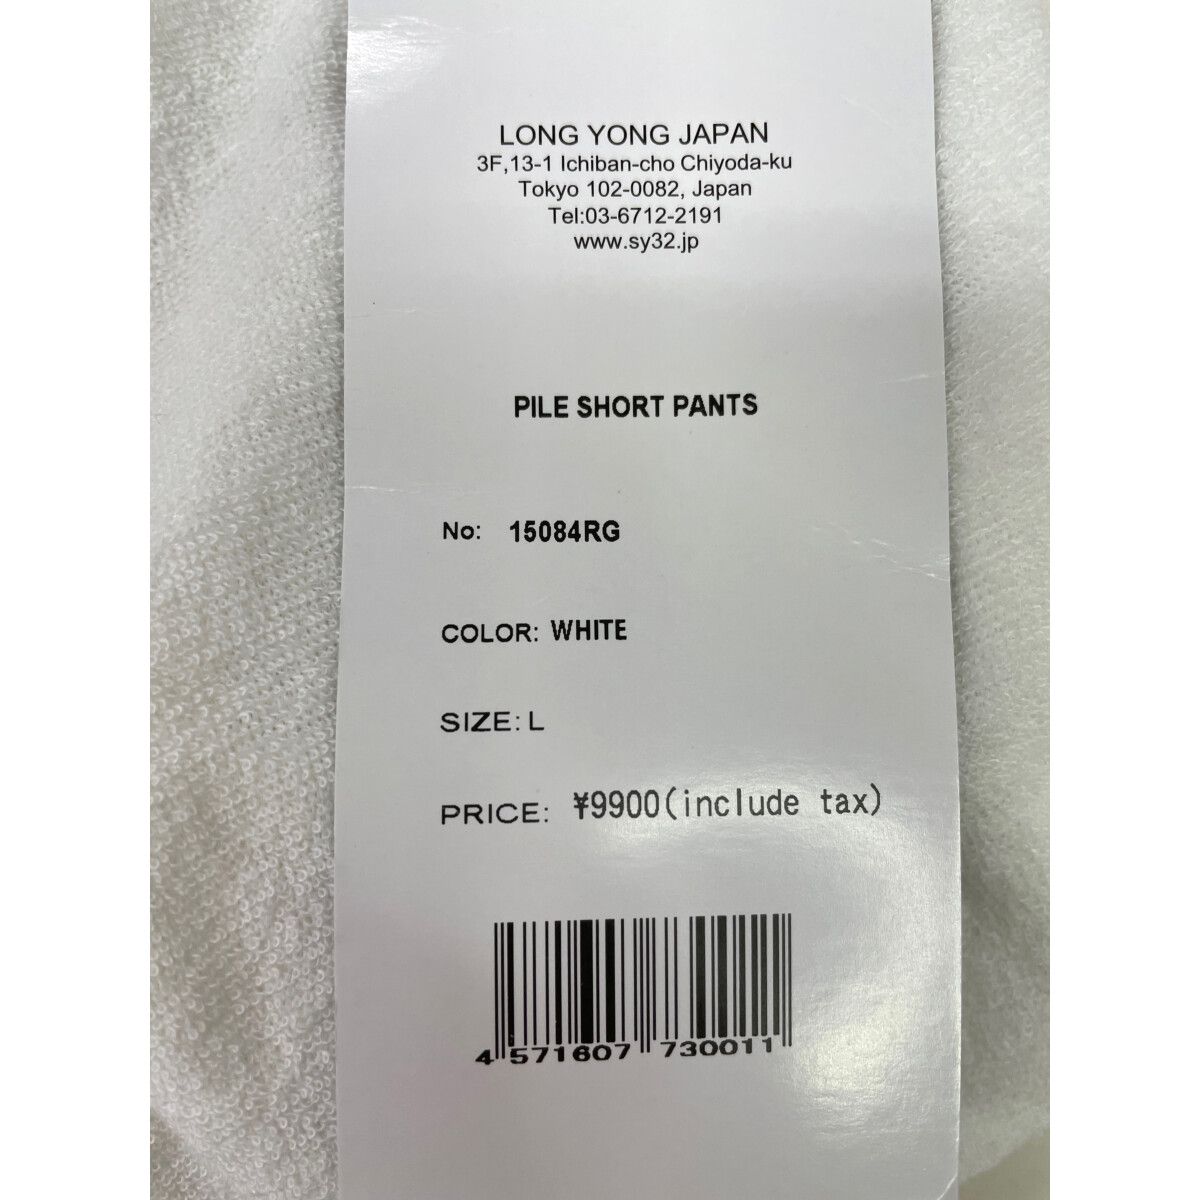 LONG YONG JAPAN
3F,13-1 Ichiban-cho Chiyoda-ku
Tokyo 102-0082, Japan
Tel:03-6712-2191
www.sy32.jp
PILE SHORT PANTS
No: 15084RG
COLOR: WHITE
SIZE: L
PRICE: ¥9900(include tax)
4 571607 730011